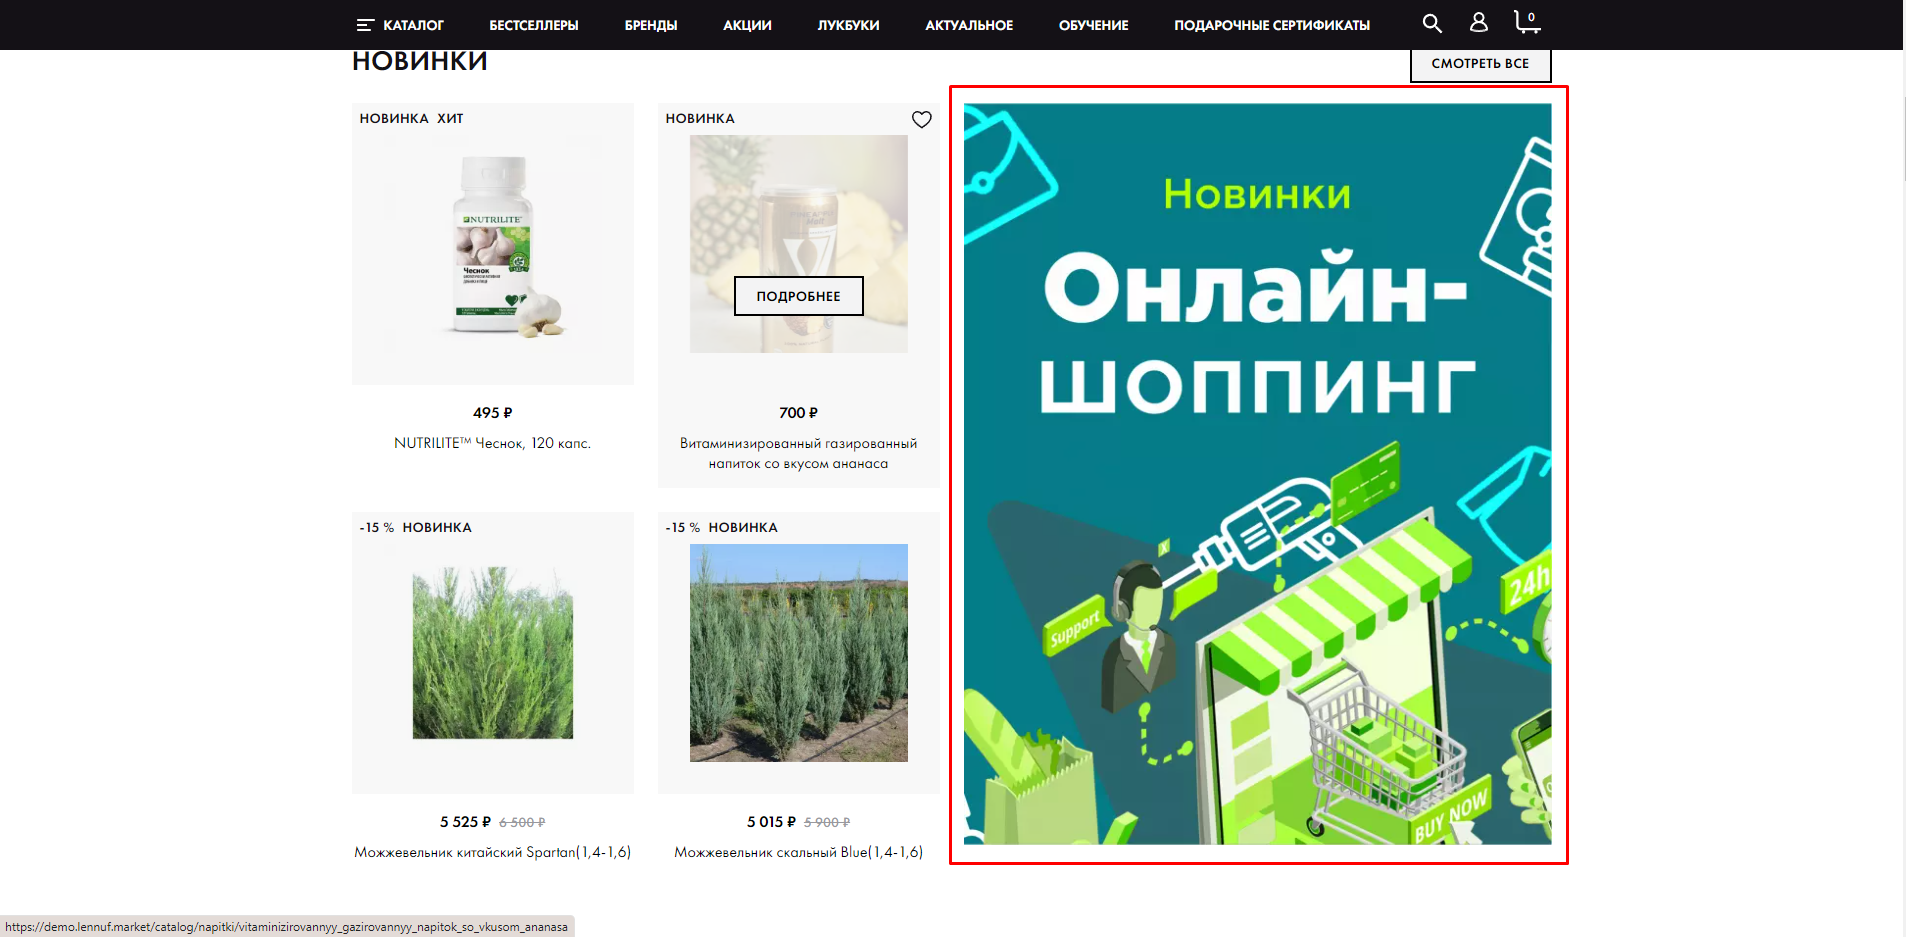 КАТАЛОГ БЕСТСЕЛЛЕРЫ БРЕНДЫ АКЦИИ ЛУКБУКИ АКТУАЛЬНОЕ ОБУЧЕНИЕ ПОДАРОЧНЫЕ СЕРТИФИКАТЫ 0
НОВИНКИ
СМОТРЕТЬ ВСЕ
НОВИНКА ХИТ
NUTRILITE™
Чеснок
495 ₽
NUTRILITE™ Чеснок, 120 капс.
НОВИНКА
ПОДРОБНЕЕ
700 ₽
Витаминизированный газированный
напиток со вкусом ананаса
-15 % НОВИНКА
5 525 ₽ 6 500 ₽
Можжевельник китайский Spartan(1,4-1,6)
-15 % НОВИНКА
5 015 ₽ 5 900 ₽
Можжевельник скальный Blue(1,4-1,6)
Новинки
Онлайн-
шоппинг
Support
24h
BUY NOW
https://demo.lennuf.market/catalog/napitki/vitaminizirovannyy_gazirovannyy_napitok_so_vkusom_ananasa